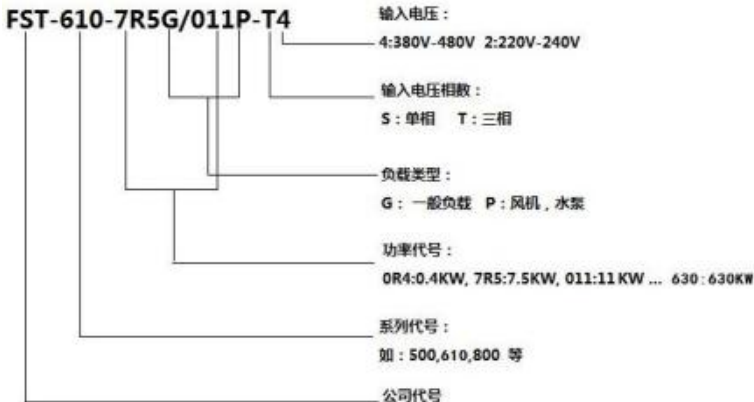 FST-610-7R5G/011P-T4
输入电压：
4:380V-480V 2:220V-240V
输入电压相数：
S：单相 T：三相
负载类型：
G：一般负载 P：风机，水泵
功率代号：
0R4:0.4KW, 7R5:7.5KW, 011:11KW ... 630:630KW
系列代号：
如：500,610,800 等
公司代号